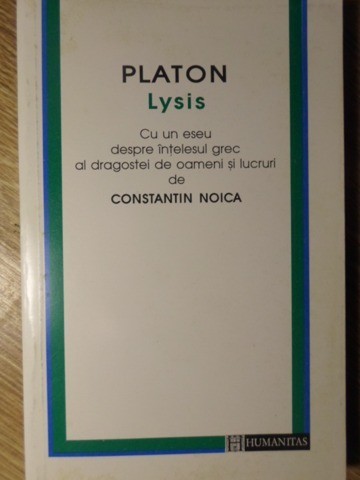 PLATON
Lysis
Cu un eseu
despre înțelesul grec
al dragostei de oameni și lucruri
de
CONSTANTIN NOICA
HUMANITAS